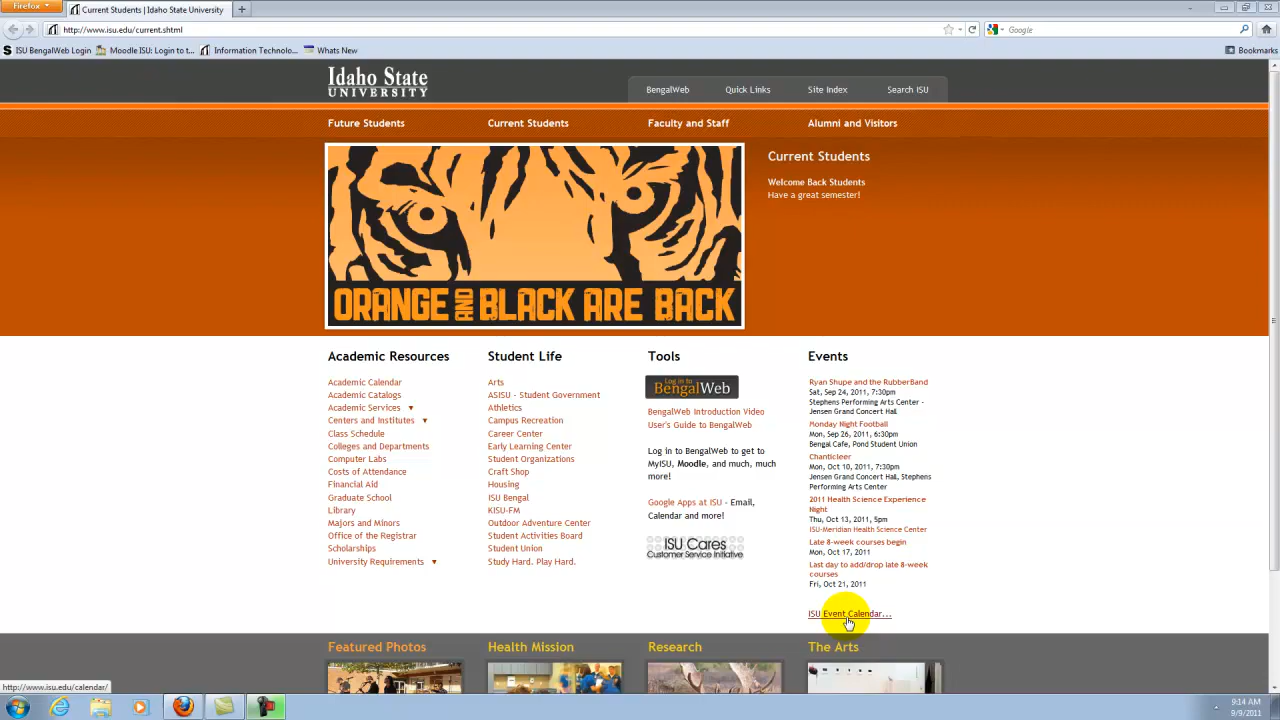 Firefox
Current Students | Idaho State University
http://www.isu.edu/current.shtml
Google
ISU BengalWeb Login
Moodle ISU: Login to t...
Information Technolo...
Whats New
Bookmarks
Idaho State
UNIVERSITY
BengalWeb
Quick Links
Site Index
Search ISU
Future Students
Current Students
Faculty and Staff
Alumni and Visitors
ORANGE AND BLACK ARE BACK
Current Students
Welcome Back Students
Have a great semester!
Academic Resources
Academic Calendar
Academic Catalogs
Academic Services
Centers and Institutes
Class Schedule
Colleges and Departments
Computer Labs
Costs of Attendance
Financial Aid
Graduate School
Library
Majors and Minors
Office of the Registrar
Scholarships
University Requirements
Student Life
Arts
ASISU - Student Government
Athletics
Campus Recreation
Career Center
Early Learning Center
Student Organizations
Craft Shop
Housing
ISU Bengal
KISU-FM
Outdoor Adventure Center
Student Activities Board
Student Union
Study Hard. Play Hard.
Tools
Log in to
BengalWeb
BengalWeb Introduction Video
User's Guide to BengalWeb
Log in to BengalWeb to get to
MyISU, Moodle, and much, much
more!
Google Apps at ISU - Email,
Calendar and more!
ISU Cares
Customer Service Initiative
Events
Ryan Shupe and the RubberBand
Sat, Sep 24, 2011, 7:30pm
Stephens Performing Arts Center -
Jensen Grand Concert Hall
Monday Night Football
Mon, Sep 26, 2011, 6:30pm
Bengal Cafe, Pond Student Union
Chanticleer
Mon, Oct 10, 2011, 7:30pm
Jensen Grand Concert Hall, Stephens
Performing Arts Center
2011 Health Science Experience
Night
Thu, Oct 13, 2011, 5pm
ISU-Meridian Health Science Center
Late 8-week courses begin
Mon, Oct 17, 2011
Last day to add/drop late 8-week
courses
Fri, Oct 21, 2011
ISU Event Calendar...
Featured Photos
Health Mission
Research
The Arts
http://www.isu.edu/calendar/
9:14 AM
9/9/2011